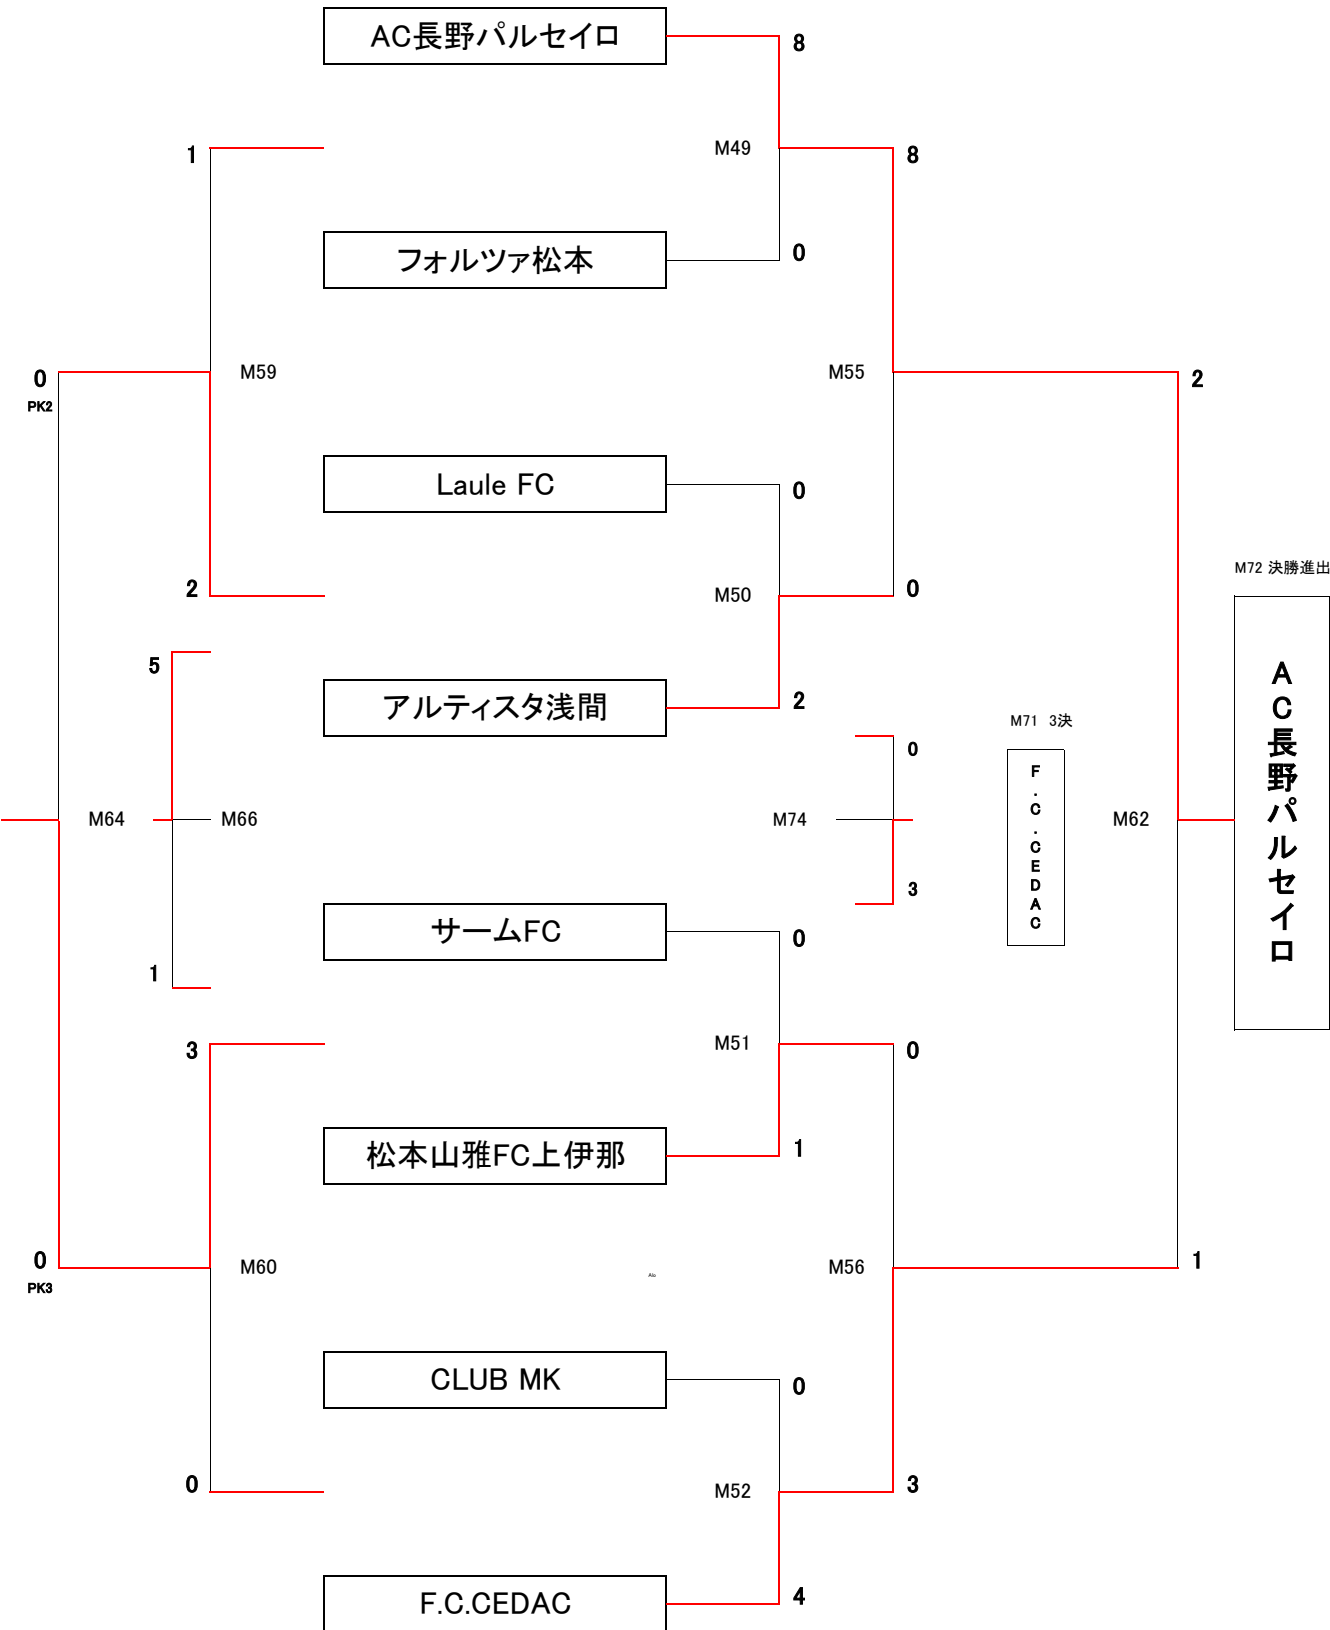 AC長野パルセイロ
8
1
M49
8
フォルツァ松本
0
0
PK2
M59
M55
2
Laule FC
0
M72 決勝進出
2
M50
0
5
アルティスタ浅間
2
AC長野パルセイロ
M71 3決
0
F.C.CEDAC
M64
M66
M74
M62
3
サームFC
0
1
3
M51
0
松本山雅FC上伊那
1
0
PK3
M60
M56
1
CLUB MK
0
0
M52
3
F.C.CEDAC
4